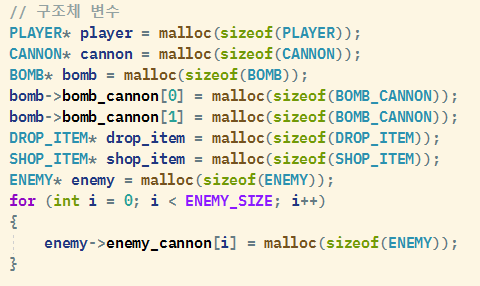 // 구조체 변수
PLAYER* player = malloc(sizeof(PLAYER));
CANNON* cannon = malloc(sizeof(CANNON));
BOMB* bomb = malloc(sizeof(BOMB));
bomb->bomb_cannon[0] = malloc(sizeof(BOMB_CANNON));
bomb->bomb_cannon[1] = malloc(sizeof(BOMB_CANNON));
DROP_ITEM* drop_item = malloc(sizeof(DROP_ITEM));
SHOP_ITEM* shop_item = malloc(sizeof(SHOP_ITEM));
ENEMY* enemy = malloc(sizeof(ENEMY));
for (int i = 0; i < ENEMY_SIZE; i++)
{
    enemy->enemy_cannon[i] = malloc(sizeof(ENEMY));
}